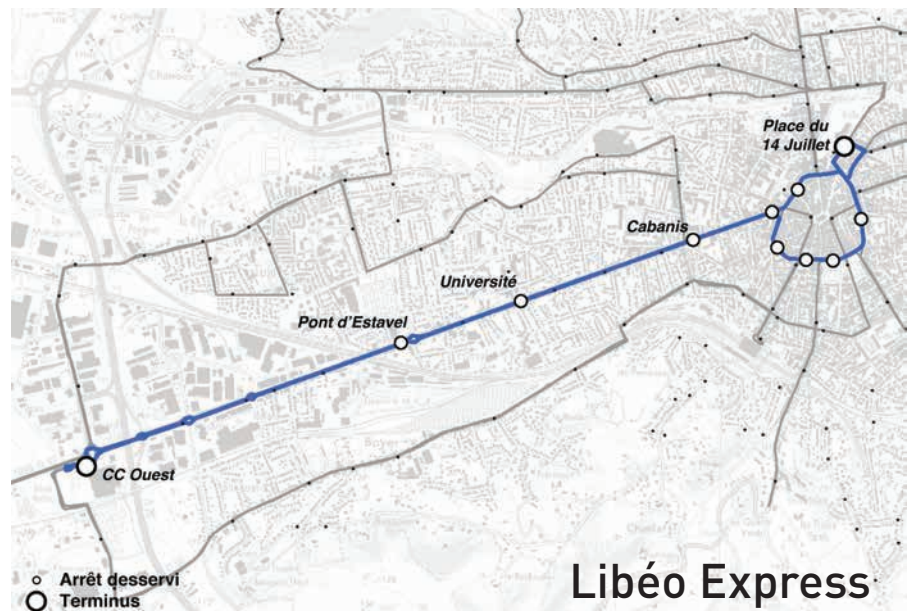 Place du
14 Juillet
Cabanis
Université
Pont d'Estavel
CC Ouest
Arrêt desservi
Terminus
Libéo Express